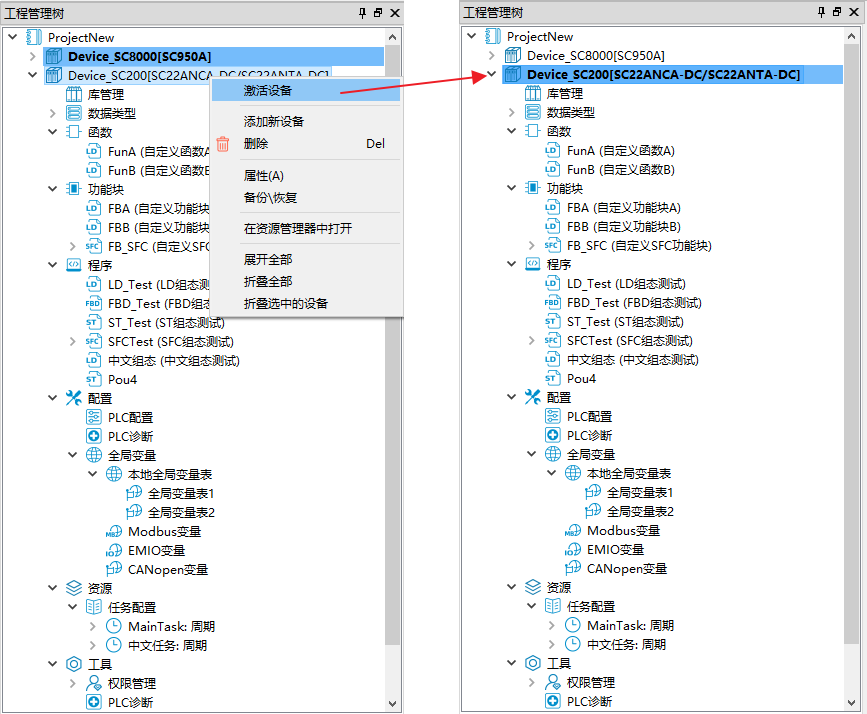 工程管理树
ProjectNew
Device_SC8000[SC950A]
Device_SC200[SC22ANCA-DC/SC22ANTA-DC]
库管理
数据类型
函数
FunA (自定义函数A
FunB (自定义函数B
功能块
FBA (自定义功能块
FBB (自定义功能块
FB_SFC (自定义SFC
程序
LD_Test (LD组态测
FBD_Test (FBD组态
ST_Test (ST组态测试)
SFCTest (SFC组态测试)
中文组态 (中文组态测试)
Pou4
配置
PLC配置
PLC诊断
全局变量
本地全局变量表
全局变量表1
全局变量表2
Modbus变量
EMIO变量
CANopen变量
资源
任务配置
MainTask: 周期
中文任务: 周期
工具
权限管理
PLC诊断
激活设备
添加新设备
删除 Del
属性(A)
备份\恢复
在资源管理器中打开
展开全部
折叠全部
折叠选中的设备
工程管理树
ProjectNew
Device_SC8000[SC950A]
Device_SC200[SC22ANCA-DC/SC22ANTA-DC]
库管理
数据类型
函数
FunA (自定义函数A)
FunB (自定义函数B)
功能块
FBA (自定义功能块A)
FBB (自定义功能块B)
FB_SFC (自定义SFC功能块)
程序
LD_Test (LD组态测试)
FBD_Test (FBD组态测试)
ST_Test (ST组态测试)
SFCTest (SFC组态测试)
中文组态 (中文组态测试)
Pou4
配置
PLC配置
PLC诊断
全局变量
本地全局变量表
全局变量表1
全局变量表2
Modbus变量
EMIO变量
CANopen变量
资源
任务配置
MainTask: 周期
中文任务: 周期
工具
权限管理
PLC诊断